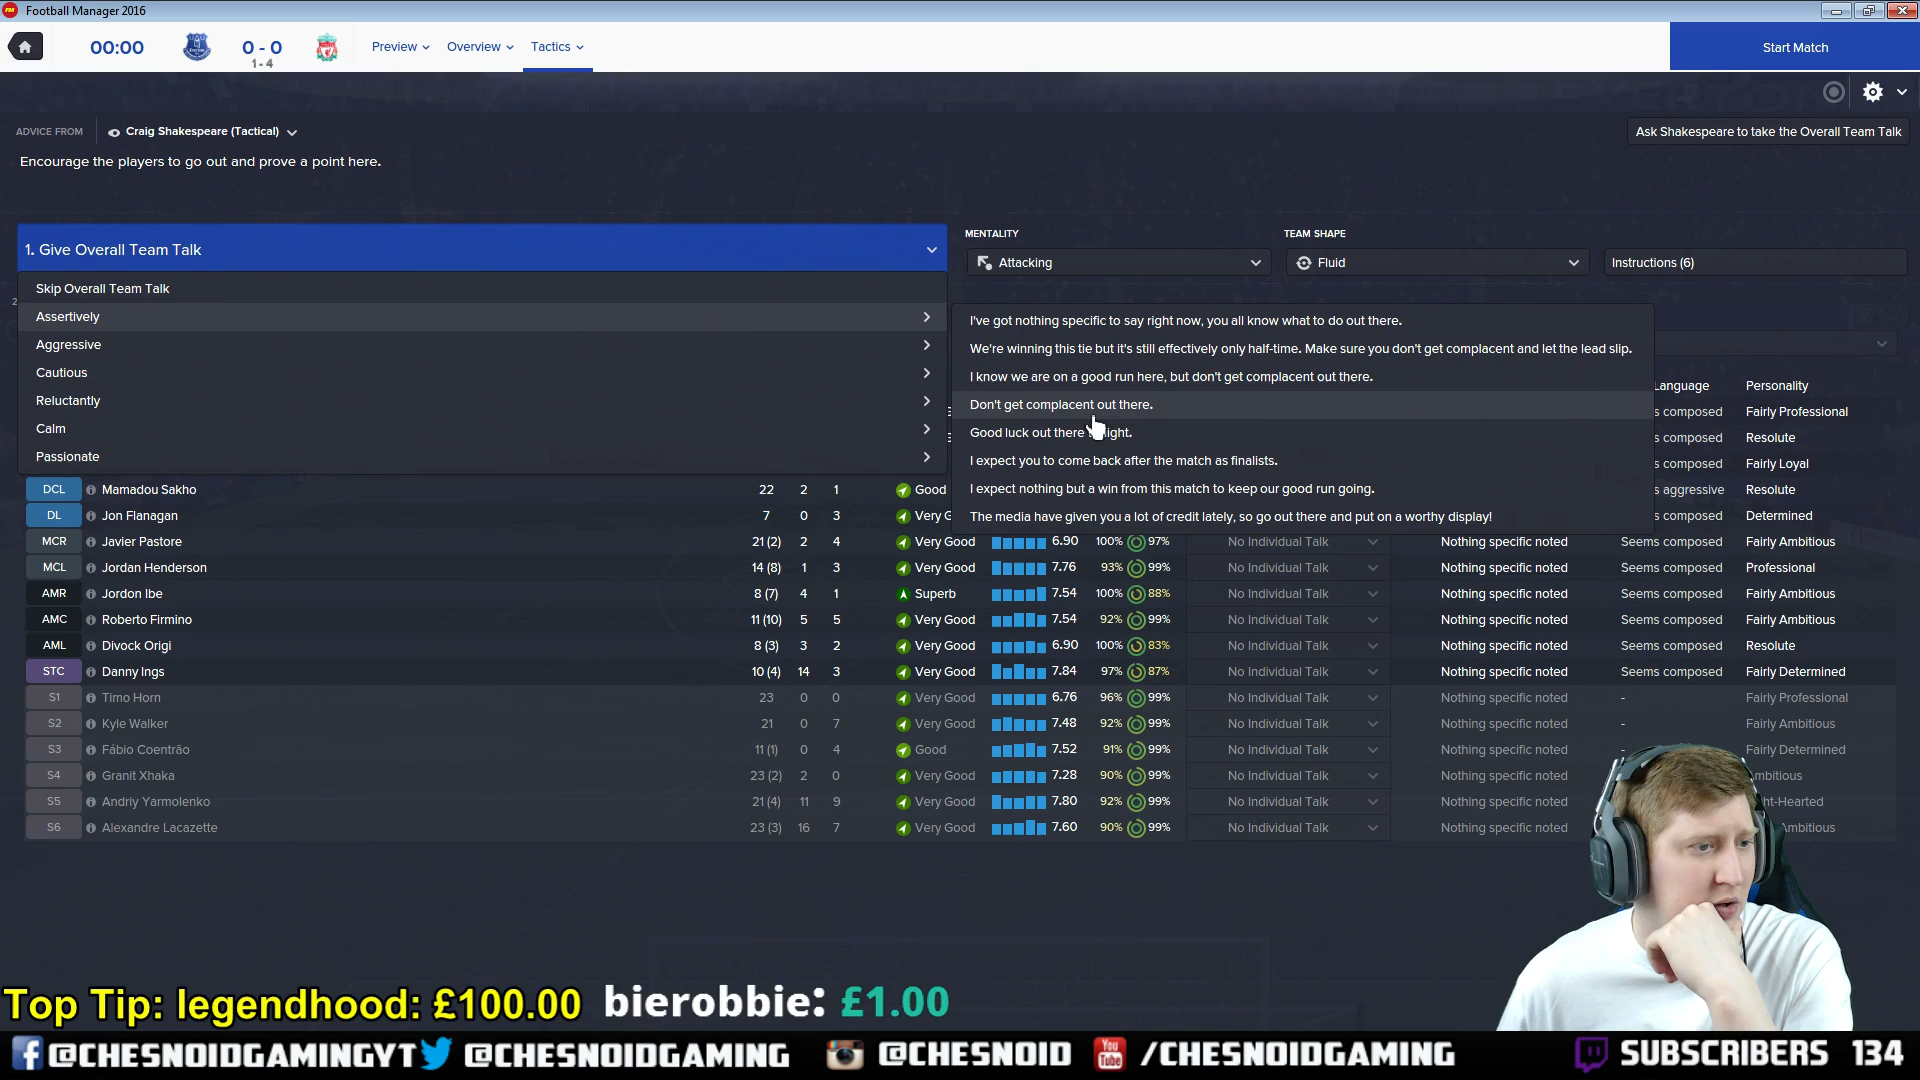 Football Manager 2016
00:00 0 - 0 Preview Overview Tactics Start Match
1 - 4
ADVICE FROM Craig Shakespeare (Tactical) Ask Shakespeare to take the Overall Team Talk
Encourage the players to go out and prove a point here.
MENTALITY TEAM SHAPE
1. Give Overall Team Talk Attacking Fluid Instructions (6)
Skip Overall Team Talk
Assertively
Aggressive
Cautious
Reluctantly
Calm
Passionate
I've got nothing specific to say right now, you all know what to do out there.
We're winning this tie but it's still effectively only half-time. Make sure you don't get complacent and let the lead slip.
I know we are on a good run here, but don't get complacent out there.
Don't get complacent out there.
Good luck out there
I expect you to come back after the match as finalists.
I expect nothing but a win from this match to keep our good run going.
The media have given you a lot of credit lately, so go out there and put on a worthy display!
Language Personality
s composed Fairly Professional
s composed Resolute
s composed Fairly Loyal
DCL Mamadou Sakho 22 2 1 Good s aggressive Resolute
DL Jon Flanagan 7 0 3 Very G s composed Determined
MCR Javier Pastore 21 (2) 2 4 Very Good 6.90 100% 97% No Individual Talk Nothing specific noted Seems composed Fairly Ambitious
MCL Jordan Henderson 14 (8) 1 3 Very Good 7.76 93% 99% No Individual Talk Nothing specific noted Seems composed Professional
AMR Jordon Ibe 8 (7) 4 1 Superb 7.54 100% 88% No Individual Talk Nothing specific noted Seems composed Fairly Ambitious
AMC Roberto Firmino 11 (10) 5 5 Very Good 7.54 92% 99% No Individual Talk Nothing specific noted Seems composed Fairly Ambitious
AML Divock Origi 8 (3) 3 2 Very Good 6.90 100% 83% No Individual Talk Nothing specific noted Seems composed Resolute
STC Danny Ings 10 (4) 14 3 Very Good 7.84 97% 87% No Individual Talk Nothing specific noted Seems composed Fairly Determined
S1 Timo Horn 23 0 0 Very Good 6.76 96% 99% No Individual Talk Nothing specific noted - Fairly Professional
S2 Kyle Walker 21 0 7 Very Good 7.48 92% 99% No Individual Talk Nothing specific noted - Fairly Ambitious
S3 Fábio Coentrão 11 (1) 0 4 Good 7.52 91% 99% No Individual Talk Nothing specific noted Fairly Determined
S4 Granit Xhaka 23 (2) 2 0 Very Good 7.28 90% 99% No Individual Talk Nothing specific noted mbitious
S5 Andriy Yarmolenko 21 (4) 11 9 Very Good 7.80 92% 99% No Individual Talk Nothing specific noted ht-Hearted
S6 Alexandre Lacazette 23 (3) 16 7 Very Good 7.60 90% 99% No Individual Talk Nothing specific noted Ambitious
Top Tip: legendhood: £100.00 bierobbie: £1.00
@CHESNOIDGAMINGYT @CHESNOIDGAMING @CHESNOID You Tube /CHESNOIDGAMING SUBSCRIBERS 134